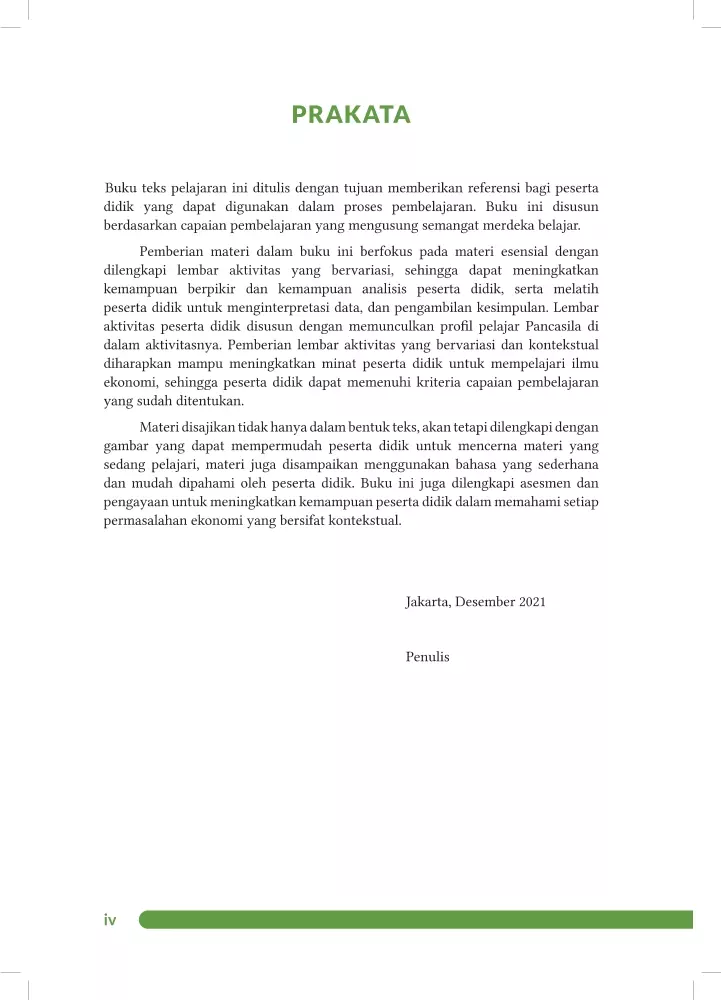 PRAKATA
Buku teks pelajaran ini ditulis dengan tujuan memberikan referensi bagi peserta
didik yang dapat digunakan dalam proses pembelajaran. Buku ini disusun
berdasarkan capaian pembelajaran yang mengusung semangat merdeka belajar.
Pemberian materi dalam buku ini berfokus pada materi esensial dengan
dilengkapi lembar aktivitas yang bervariasi, sehingga dapat meningkatkan
kemampuan berpikir dan kemampuan analisis peserta didik, serta melatih
peserta didik untuk menginterpretasi data, dan pengambilan kesimpulan. Lembar
aktivitas peserta didik disusun dengan memunculkan profil pelajar Pancasila di
dalam aktivitasnya. Pemberian lembar aktivitas yang bervariasi dan kontekstual
diharapkan mampu meningkatkan minat peserta didik untuk mempelajari ilmu
ekonomi, sehingga peserta didik dapat memenuhi kriteria capaian pembelajaran
yang sudah ditentukan.
Materi disajikan tidak hanya dalam bentuk teks, akan tetapi dilengkapi dengan
gambar yang dapat mempermudah peserta didik untuk mencerna materi yang
sedang pelajari, materi juga disampaikan menggunakan bahasa yang sederhana
dan mudah dipahami oleh peserta didik. Buku ini juga dilengkapi asesmen dan
pengayaan untuk meningkatkan kemampuan peserta didik dalam memahami setiap
permasalahan ekonomi yang bersifat kontekstual.
Jakarta, Desember 2021
Penulis
iv